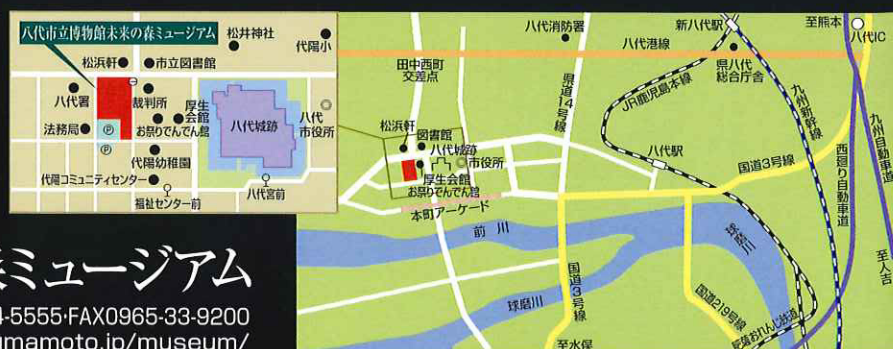 八代市立博物館未来の森ミュージアム
松井神社
代陽小
松浜軒
市立図書館
八代署
裁判所
厚生
会館
お祭りでんでん館
法務局
Ⓟ
Ⓟ
八代城跡
八代
市役所
代陽幼稚園
代陽コミュニティセンター
福祉センター前
八代宮前
ミュージアム
-5555・FAX0965-33-9200
umamoto.jp/museum/
八代消防署
新八代駅
至熊本
八代IC
八代港線
田中西町
交差点
県道14号線
県八代
総合庁舎
JR鹿児島本線
九州新幹線
九州自動車道
西廻り自動車道
松浜軒
図書館
八代城跡
市役所
厚生会館
お祭りでんでん館
八代駅
国道3号線
本町アーケード
前川
球磨川
球磨川
国道3号線
国道219号線
肥薩おれんじ鉄道
至水俣
至人吉